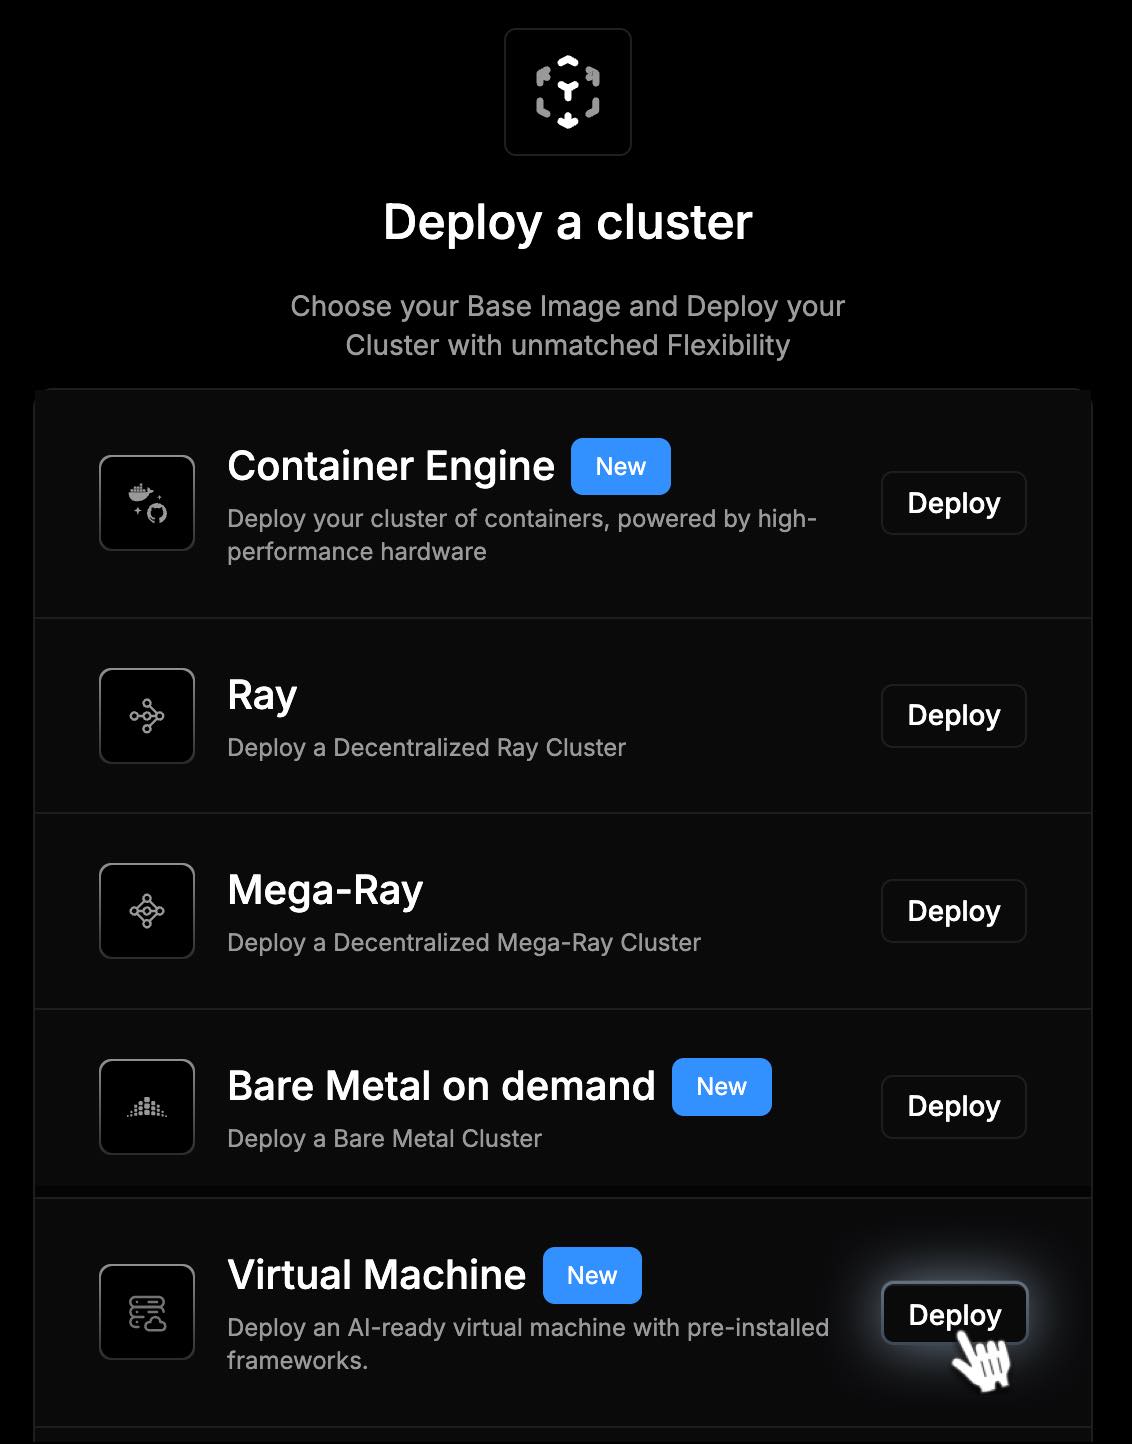 Deploy a cluster
Choose your Base Image and Deploy your
Cluster with unmatched Flexibility
Container Engine New
Deploy your cluster of containers, powered by high-
performance hardware
Deploy
Ray
Deploy a Decentralized Ray Cluster
Deploy
Mega-Ray
Deploy a Decentralized Mega-Ray Cluster
Deploy
Bare Metal on demand New
Deploy a Bare Metal Cluster
Deploy
Virtual Machine New
Deploy an AI-ready virtual machine with pre-installed
frameworks.
Deploy